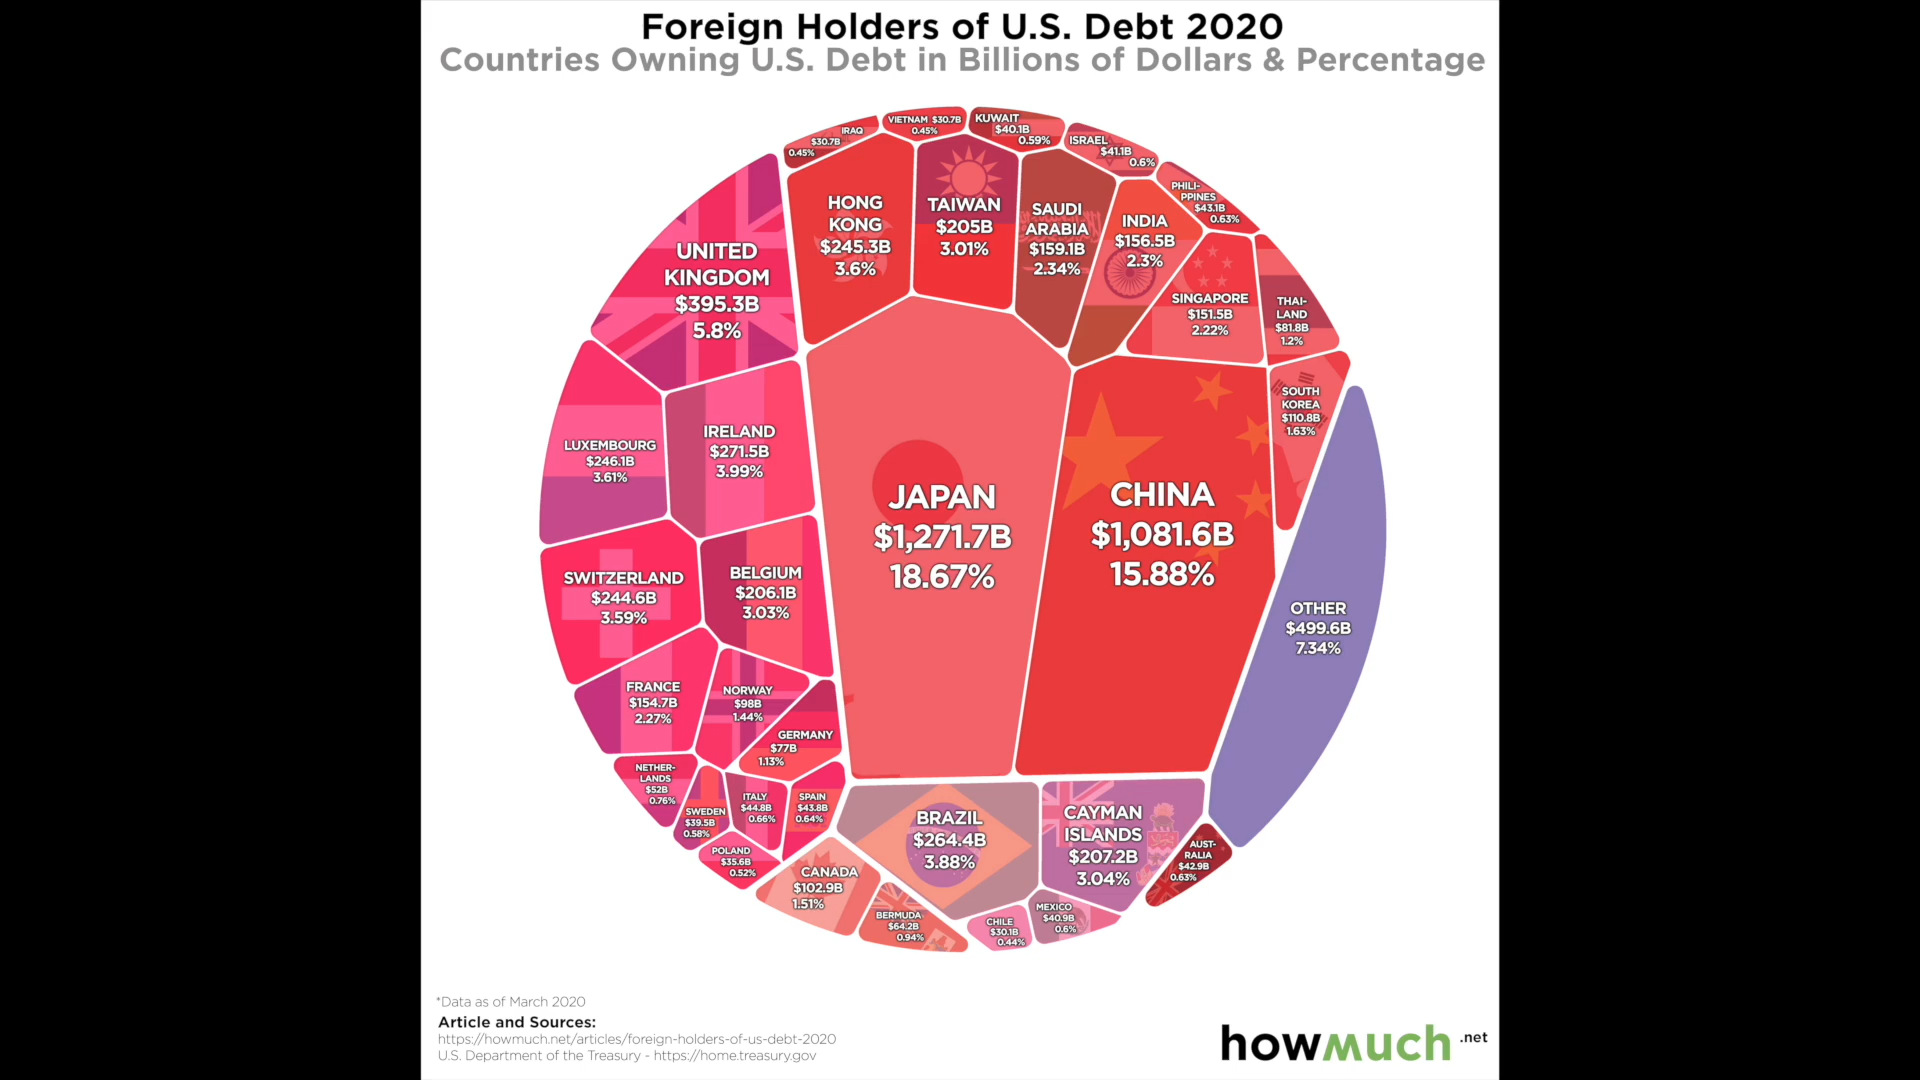 Foreign Holders of U.S. Debt 2020
Countries Owning U.S. Debt in Billions of Dollars & Percentage
IRAQ
$30.7B
0.45%
VIETNAM $30.7B
0.45%
KUWAIT
$40.1B
0.59%
ISRAEL
$41.1B
0.6%
PHILI-
PPINES
$43.1B
0.63%
UNITED
KINGDOM
$395.3B
5.8%
HONG
KONG
$245.3B
3.6%
TAIWAN
$205B
3.01%
SAUDI
ARABIA
$159.1B
2.34%
INDIA
$156.5B
2.3%
SINGAPORE
$151.5B
2.22%
THAI-
LAND
$81.8B
1.2%
SOUTH
KOREA
$110.8B
1.63%
LUXEMBOURG
$246.1B
3.61%
IRELAND
$271.5B
3.99%
JAPAN
$1,271.7B
18.67%
CHINA
$1,081.6B
15.88%
OTHER
$499.6B
7.34%
SWITZERLAND
$244.6B
3.59%
BELGIUM
$206.1B
3.03%
FRANCE
$154.7B
2.27%
NORWAY
$98B
1.44%
GERMANY
$77B
1.13%
NETHER-
LANDS
$52B
0.76%
SWEDEN
$39.5B
0.58%
ITALY
$44.8B
0.66%
SPAIN
$43.8B
0.64%
POLAND
$35.6B
0.52%
CANADA
$102.9B
1.51%
BERMUDA
$64.2B
0.94%
BRAZIL
$264.4B
3.88%
CAYMAN
ISLANDS
$207.2B
3.04%
AUST-
RALIA
$42.9B
0.63%
CHILE
$30.1B
0.44%
MEXICO
$40.9B
0.6%
*Data as of March 2020
Article and Sources:
https://howmuch.net/articles/foreign-holders-of-us-debt-2020
U.S. Department of the Treasury - https://home.treasury.gov
howmuch.net